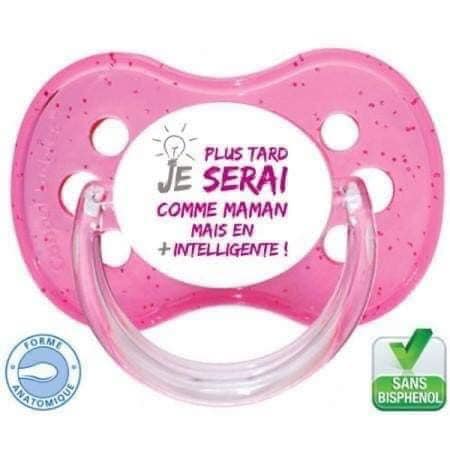 PLUS TARD
JE SERAI
COMME MAMAN
MAIS EN
+ INTELLIGENTE !
FORME
ANATOMIQUE
SANS
BISPHENOL